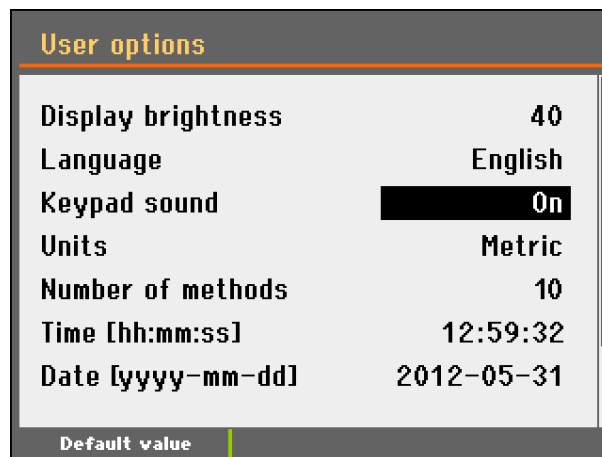 User options
Display brightness 40
Language English
Keypad sound On
Units Metric
Number of methods 10
Time [hh:mm:ss] 12:59:32
Date [yyyy-mm-dd] 2012-05-31
Default value